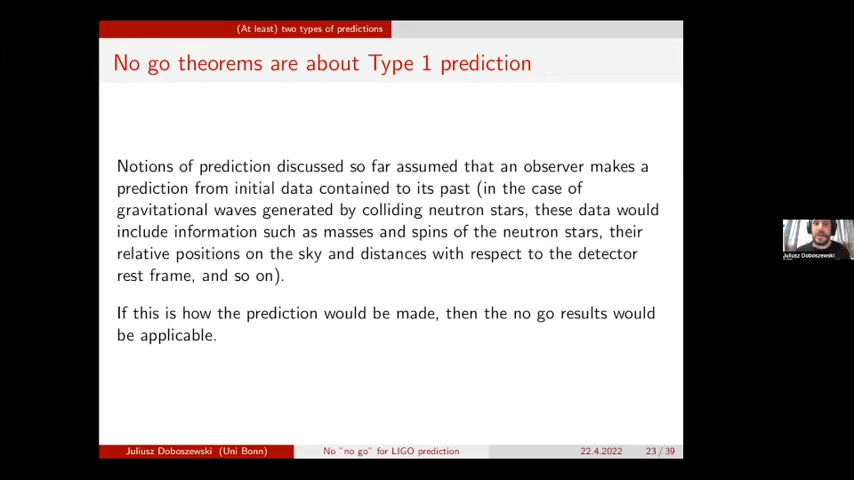 (At least) two types of predictions
No go theorems are about Type 1 prediction
Notions of prediction discussed so far assumed that an observer makes a
prediction from initial data contained to its past (in the case of
gravitational waves generated by colliding neutron stars, these data would
include information such as masses and spins of the neutron stars, their
relative positions on the sky and distances with respect to the detector
rest frame, and so on).
If this is how the prediction would be made, then the no go results would
be applicable.
Juliusz Doboszewski
Juliusz Doboszewski (Uni Bonn) No "no go" for LIGO prediction 22.4.2022 23 / 39